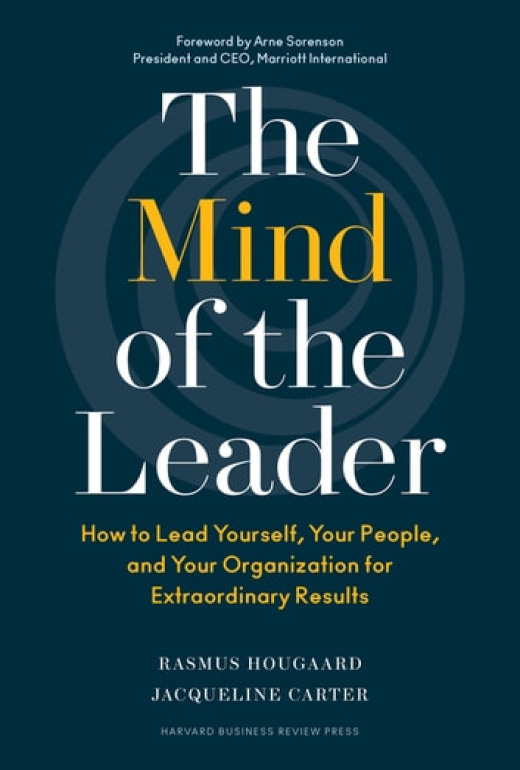 Foreword by Arne Sorenson
President and CEO, Marriott International
The
Mind
of the
Leader
How to Lead Yourself, Your People,
and Your Organization for
Extraordinary Results
RASMUS HOUGAARD
JACQUELINE CARTER
HARVARD BUSINESS REVIEW PRESS